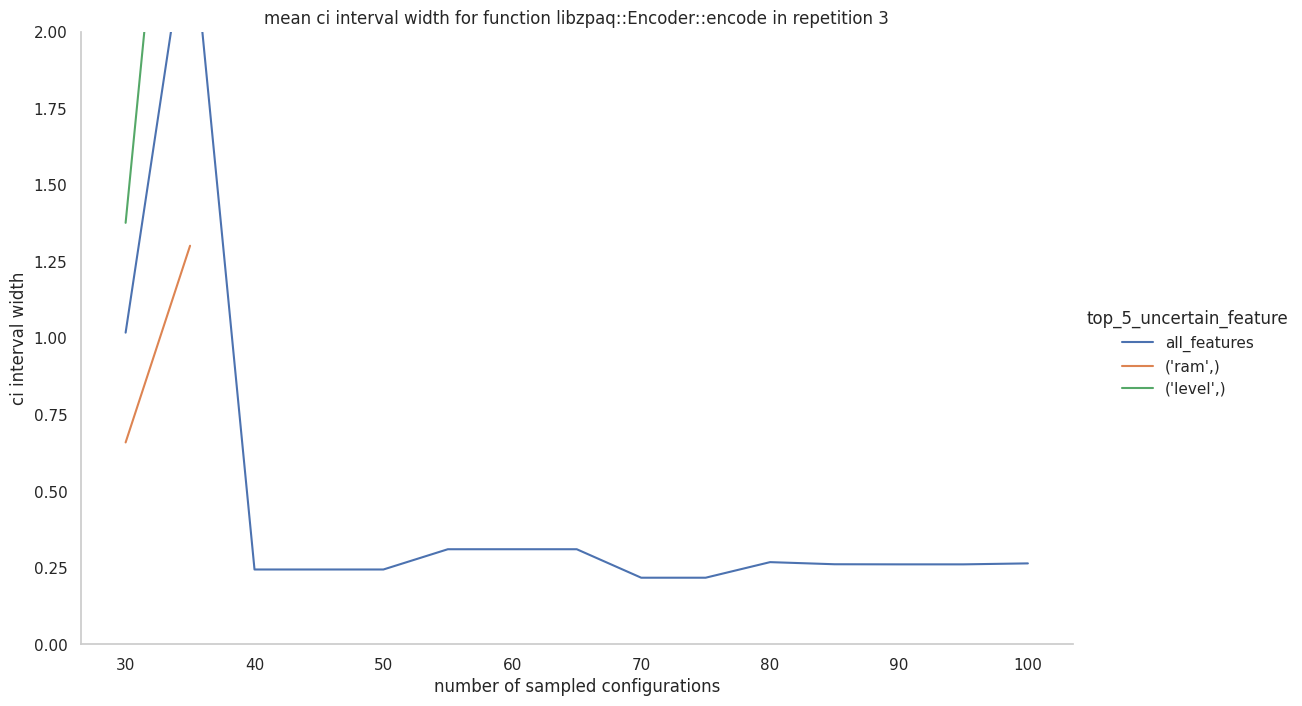 mean ci interval width for function libzpaq::Encoder::encode in repetition 3
2.00
1.75
1.50
1.25
1.00
0.75
0.50
0.25
0.00
ci interval width
30 40 50 60 70 80 90 100
number of sampled configurations
top_5_uncertain_feature
all_features
('ram',)
('level',)